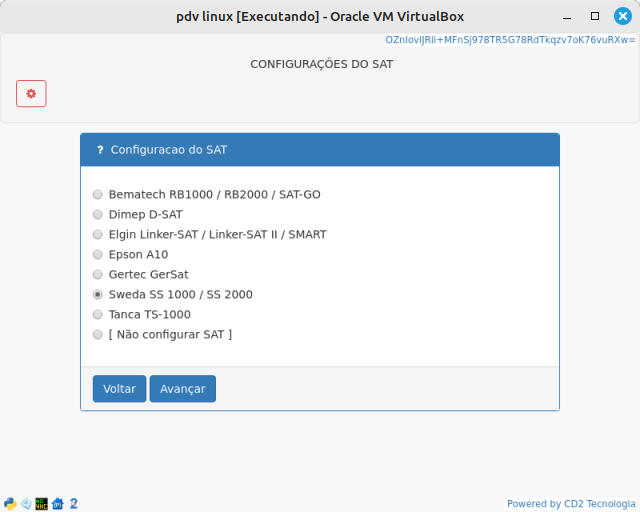 pdv linux [Executando] - Oracle VM VirtualBox
OZnIovIJRii+MFnSj978TR5G78RdTkqzv7oK76vuRXw=
CONFIGURAÇÕES DO SAT
? Configuracao do SAT
Bematech RB1000 / RB2000 / SAT-GO
Dimep D-SAT
Elgin Linker-SAT / Linker-SAT II / SMART
Epson A10
Gertec GerSat
Sweda SS 1000 / SS 2000
Tanca TS-1000
[ Não configurar SAT ]
Voltar Avançar
Powered by CD2 Tecnologia